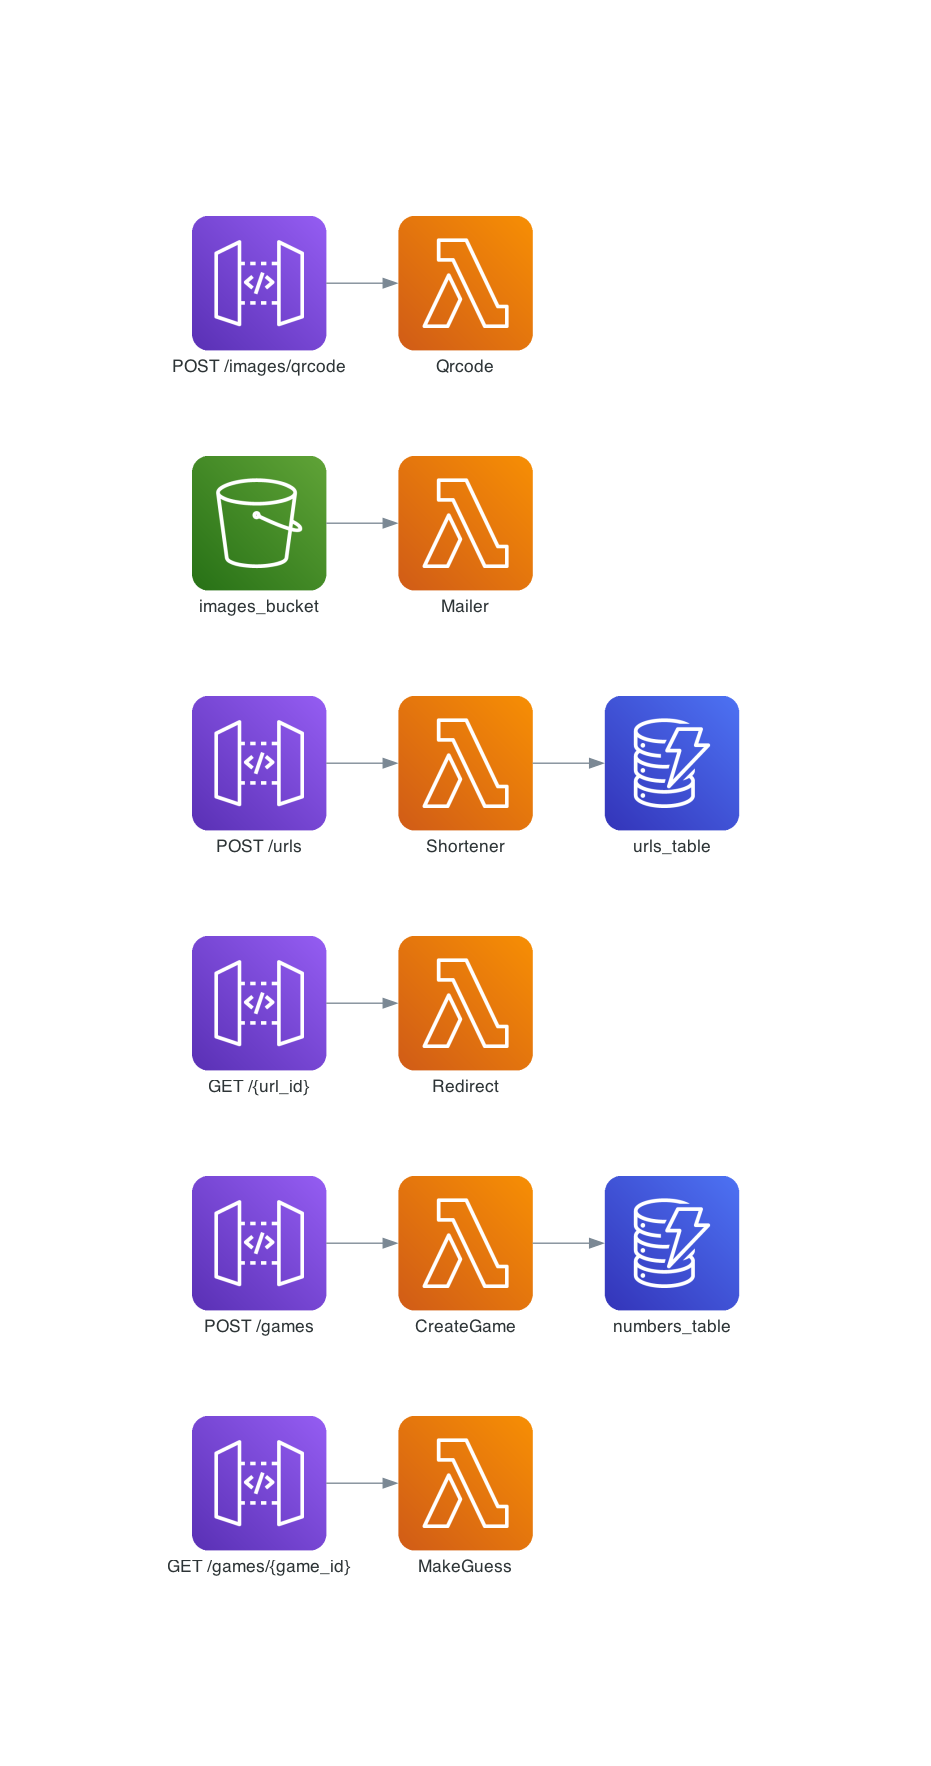 POST /images/qrcode
Qrcode
images_bucket
Mailer
POST /urls
Shortener
urls_table
GET /{url_id}
Redirect
POST /games
CreateGame
numbers_table
GET /games/{game_id}
MakeGuess